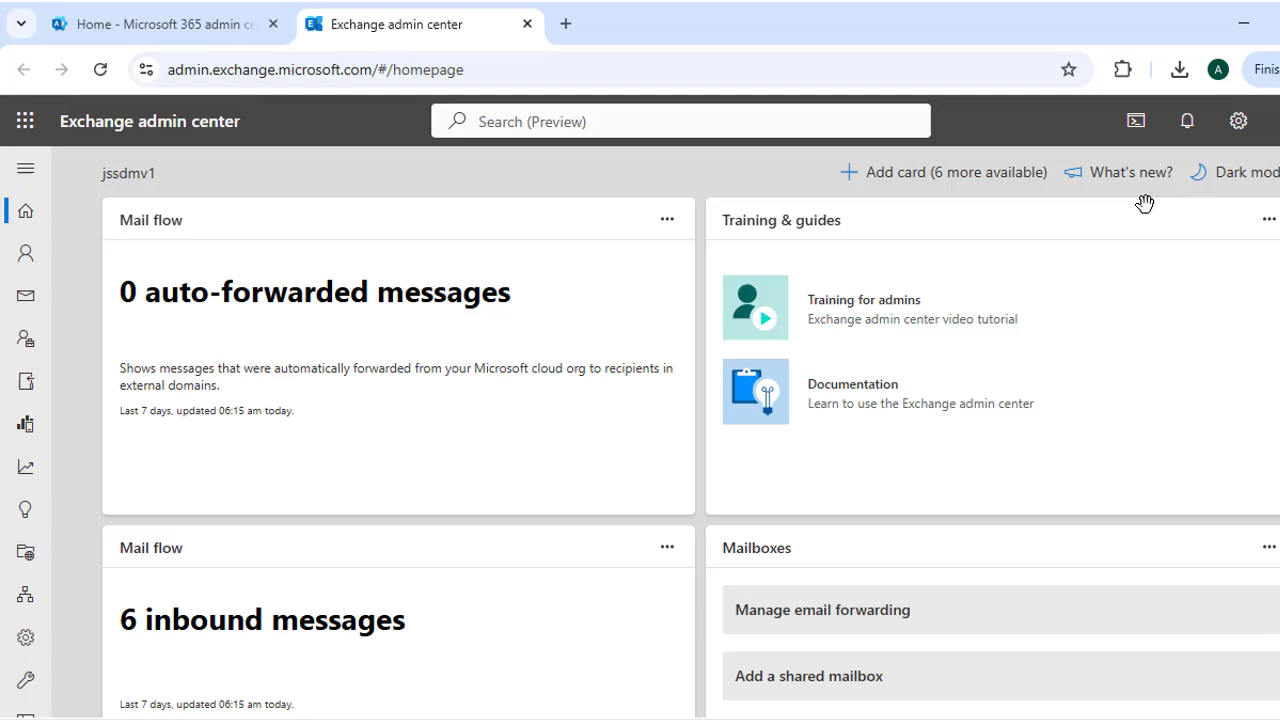 Home - Microsoft 365 admin ce
Exchange admin center
admin.exchange.microsoft.com/#/homepage
A
Finis
Exchange admin center
Search (Preview)
jssdmv1
Add card (6 more available)
What's new?
Dark mod
Mail flow
0 auto-forwarded messages
Shows messages that were automatically forwarded from your Microsoft cloud org to recipients in
external domains.
Last 7 days, updated 06:15 am today.
Training & guides
Training for admins
Exchange admin center video tutorial
Documentation
Learn to use the Exchange admin center
Mail flow
6 inbound messages
Last 7 days, updated 06:15 am today.
Mailboxes
Manage email forwarding
Add a shared mailbox